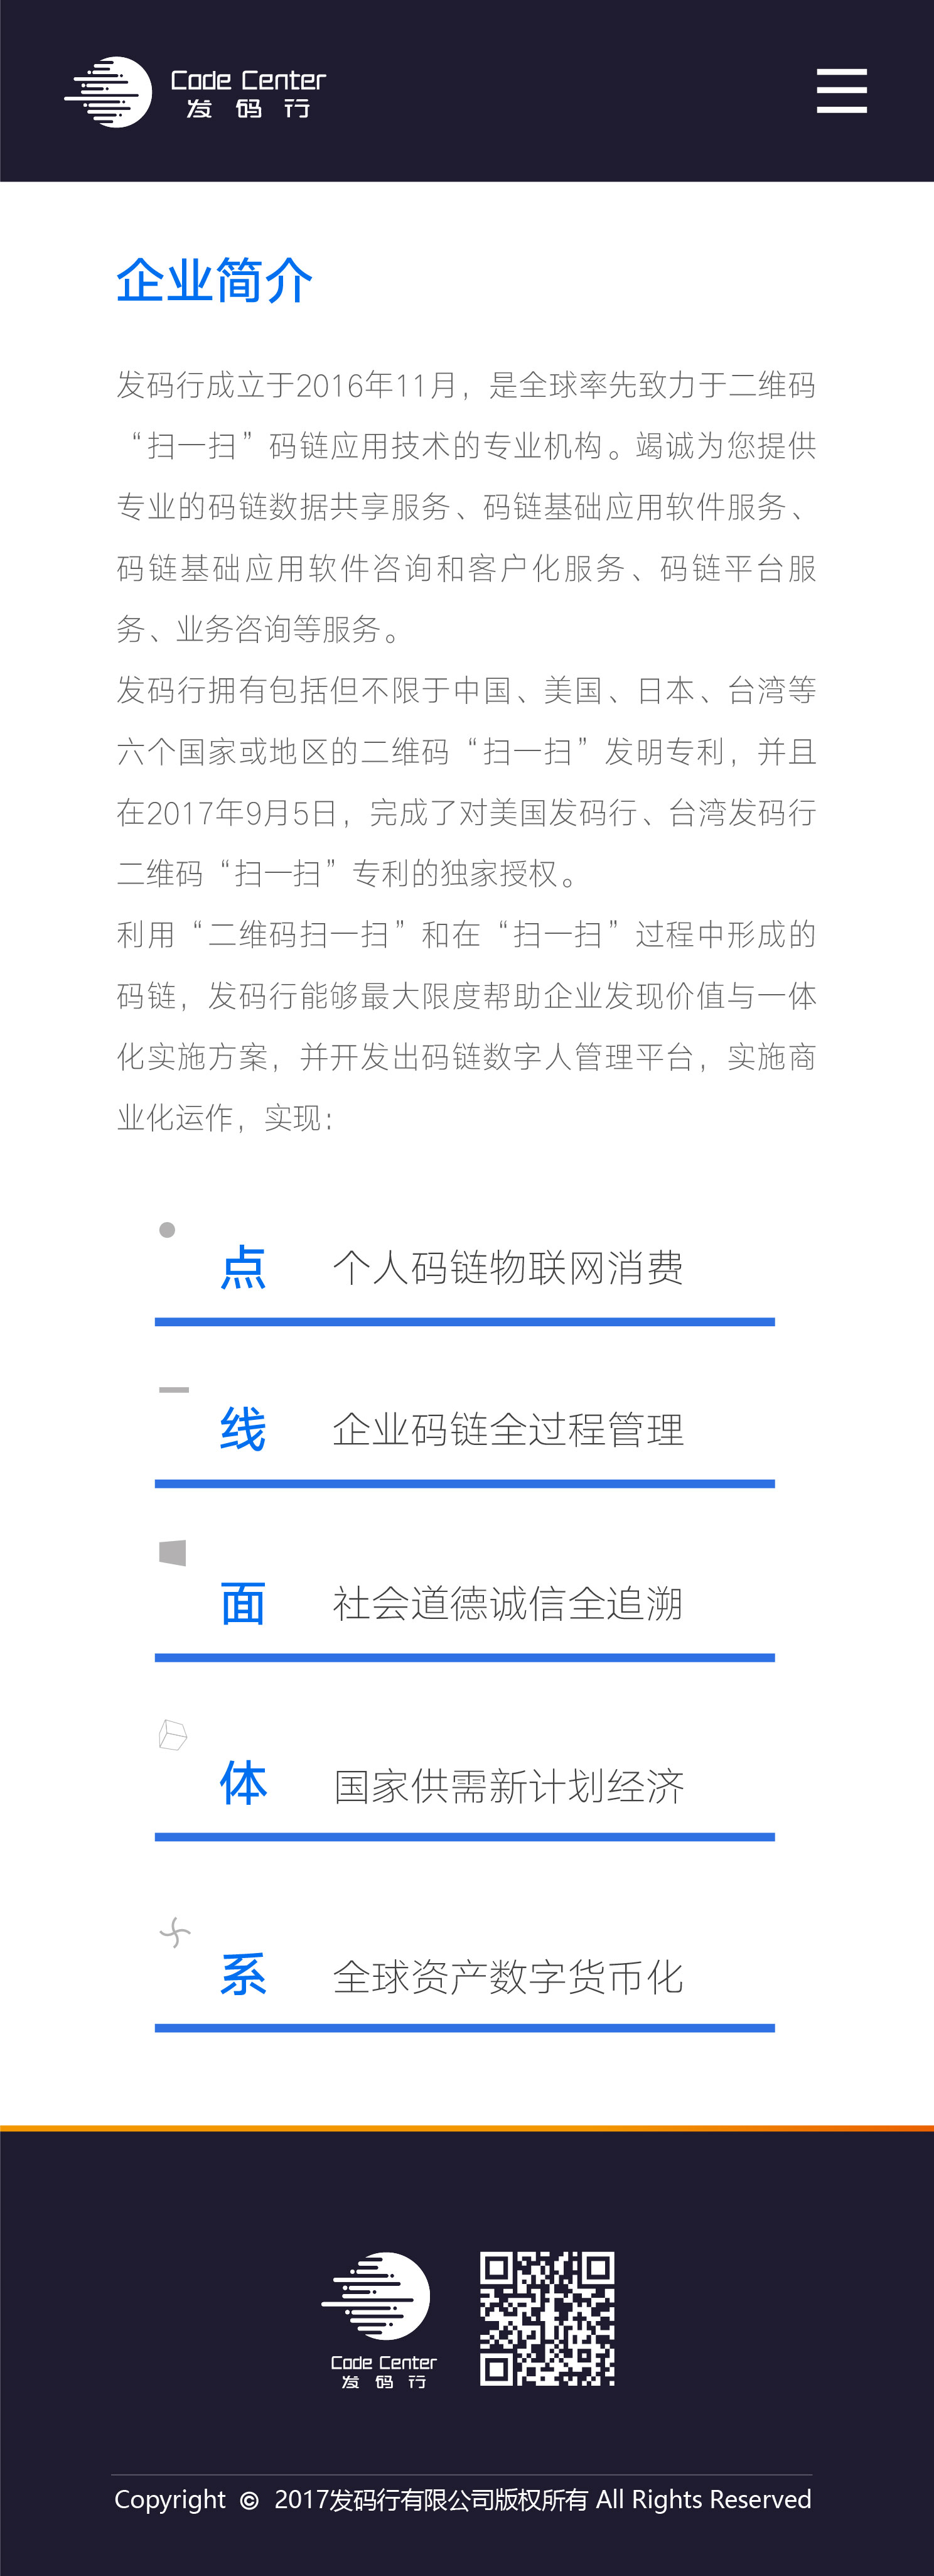 Code Center
发码行
企业简介
发码行成立于2016年11月，是全球率先致力于二维码
“扫一扫”码链应用技术的专业机构。竭诚为您提供
专业的码链数据共享服务、码链基础应用软件服务、
码链基础应用软件咨询和客户化服务、码链平台服
务、业务咨询等服务。
发码行拥有包括但不限于中国、美国、日本、台湾等
六个国家或地区的二维码“扫一扫”发明专利，并且
在2017年9月5日，完成了对美国发码行、台湾发码行
二维码“扫一扫”专利的独家授权。
利用“二维码扫一扫”和在“扫一扫”过程中形成的
码链，发码行能够最大限度帮助企业发现价值与一体
化实施方案，并开发出码链数字人管理平台，实施商
业化运作，实现：
点 个人码链物联网消费
线 企业码链全过程管理
面 社会道德诚信全追溯
体 国家供需新计划经济
系 全球资产数字货币化
Code Center
发码行
Copyright © 2017发码行有限公司版权所有 All Rights Reserved